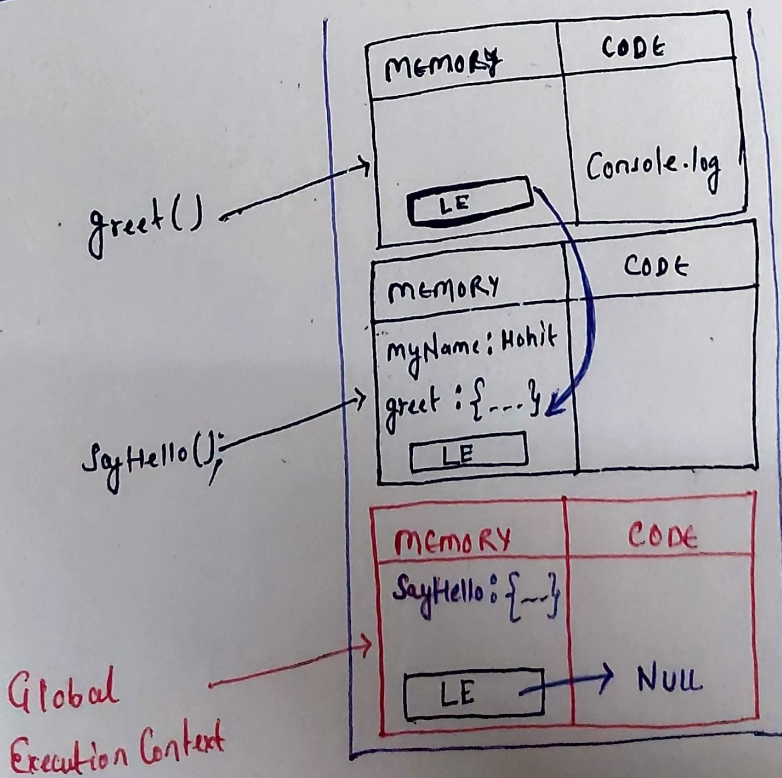 MEMORY CODE
Console.log
LE
greet()
MEMORY CODE
myName: Mohit
greet: {---}
LE
SayHello();
MEMORY CODE
SayHello: {---}
LE NULL
Global
Execution Context